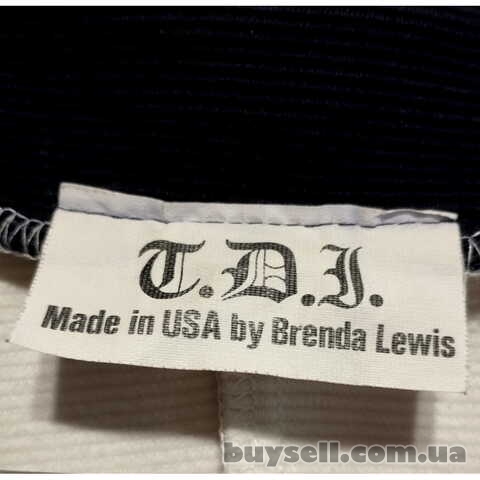 T.D.J.
Made in USA by Brenda Lewis
buysell.com.ua